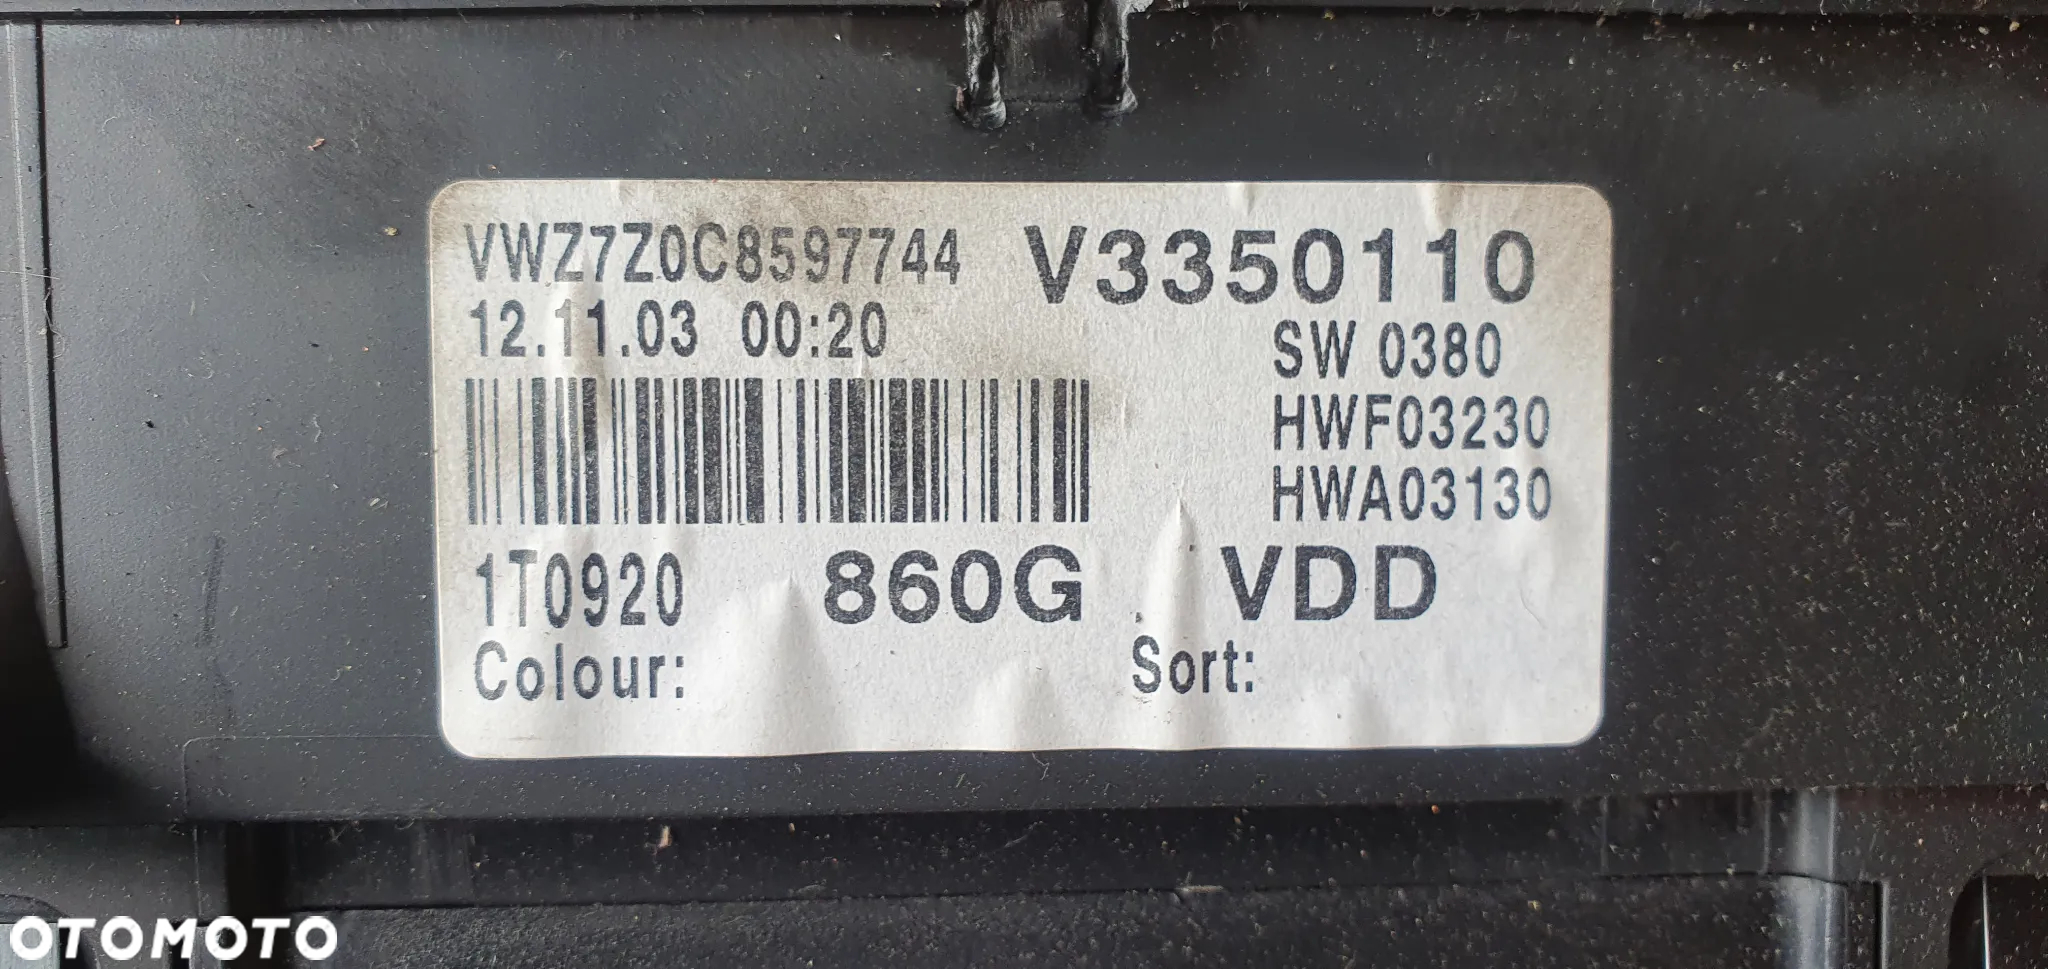 VWZ7Z0C8597744 V3350110
12.11.03 00:20 SW 0380
HWF03230
HWA03130
1T0920 860G . VDD
Colour: Sort:
OTOMOTO